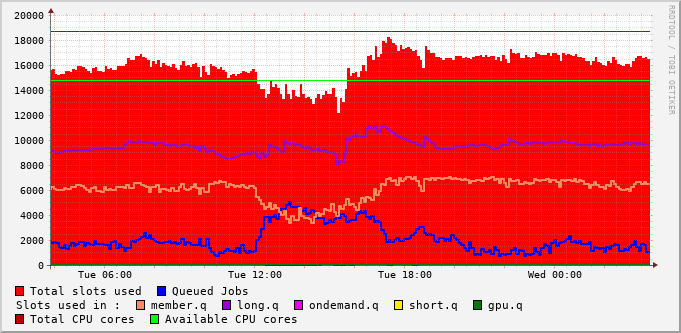 20000
18000
16000
14000
12000
10000
8000
6000
4000
2000
0
Tue 06:00 Tue 12:00 Tue 18:00 Wed 00:00
RRDTOOL / TOBI OETIKER
Total slots used Queued Jobs
Slots used in : member.q long.q ondemand.q short.q gpu.q
Total CPU cores Available CPU cores